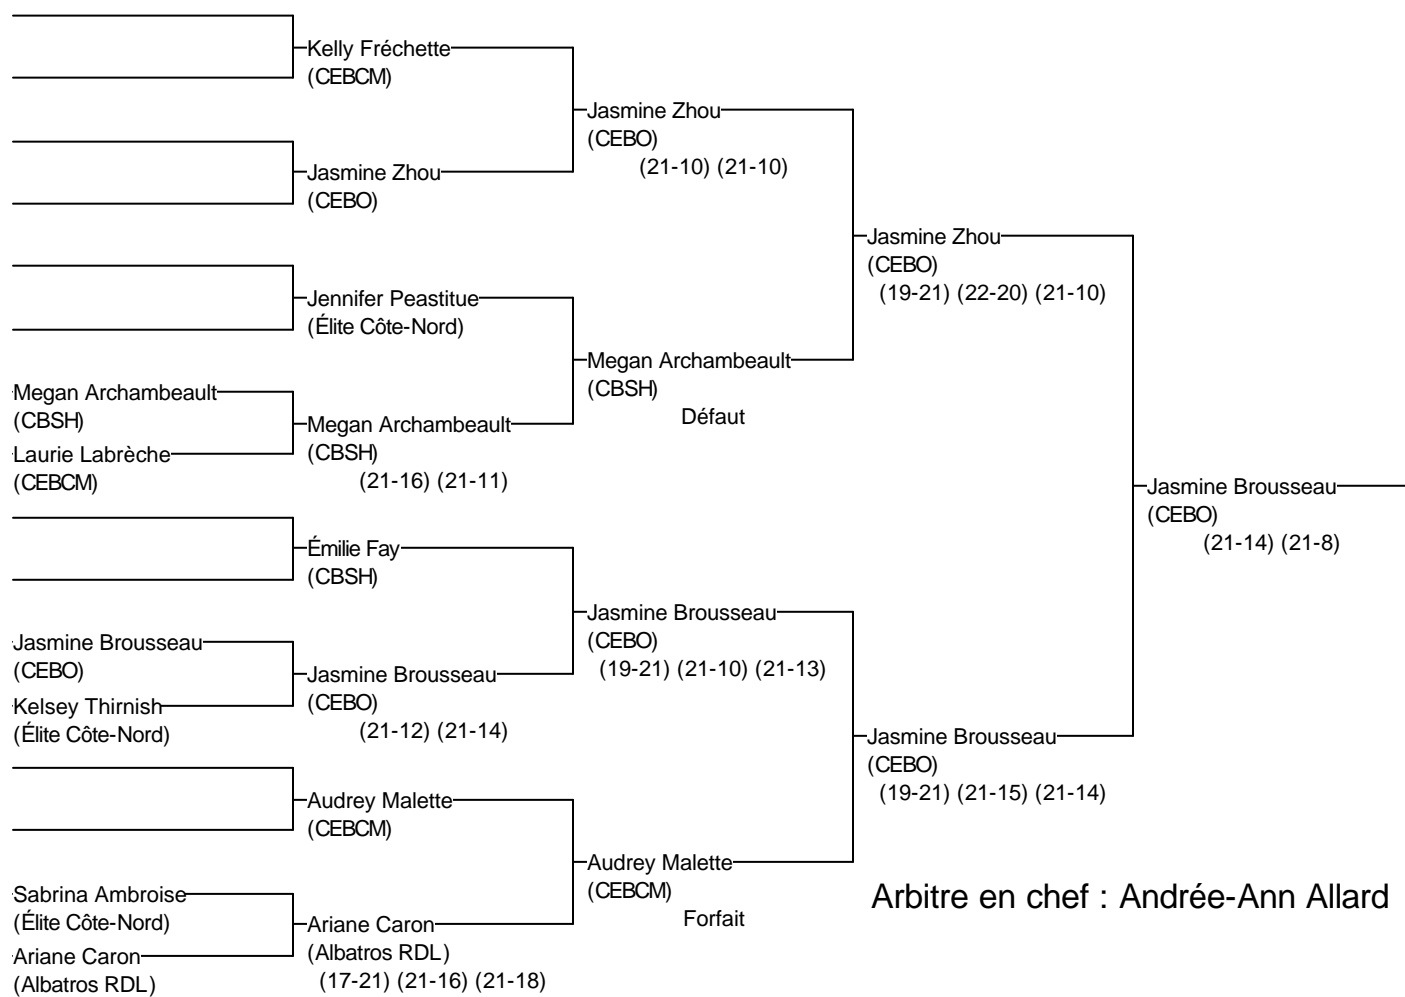 Kelly Fréchette
(CEBCM)
Jasmine Zhou
(CEBO)
(21-10) (21-10)
Jasmine Zhou
(CEBO)
Jasmine Zhou
(CEBO)
(19-21) (22-20) (21-10)
Jennifer Peastitue
(Élite Côte-Nord)
Megan Archambeault
(CBSH)
Défaut
Megan Archambeault
(CBSH)
Laurie Labrèche
(CEBCM)
Megan Archambeault
(CBSH)
(21-16) (21-11)
Jasmine Brousseau
(CEBO)
(21-14) (21-8)
Émilie Fay
(CBSH)
Jasmine Brousseau
(CEBO)
(19-21) (21-10) (21-13)
Jasmine Brousseau
(CEBO)
Kelsey Thirnish
(Élite Côte-Nord)
Jasmine Brousseau
(CEBO)
(21-12) (21-14)
Jasmine Brousseau
(CEBO)
(19-21) (21-15) (21-14)
Audrey Malette
(CEBCM)
Audrey Malette
(CEBCM)
Forfait
Sabrina Ambroise
(Élite Côte-Nord)
Ariane Caron
(Albatros RDL)
Ariane Caron
(Albatros RDL)
(17-21) (21-16) (21-18)
Arbitre en chef : Andrée-Ann Allard